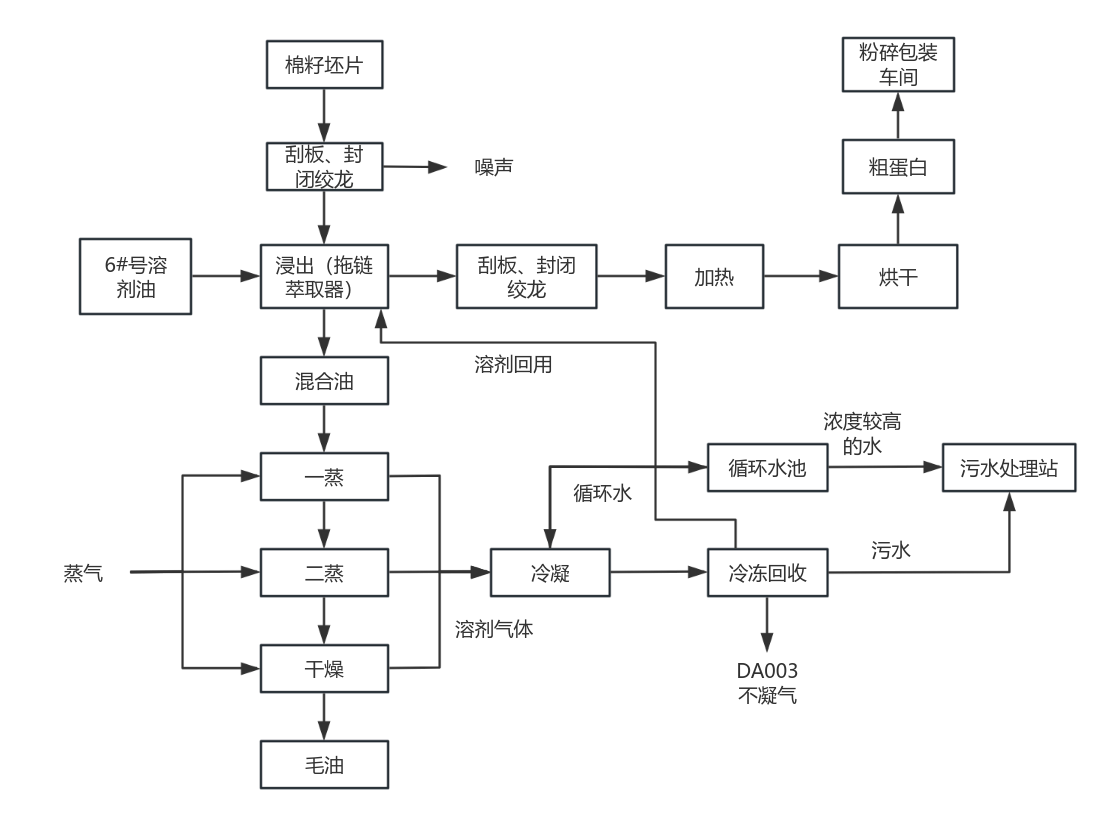 棉籽坯片
粉碎包装
车间
刮板、封
闭绞龙
噪声
粗蛋白
6#号溶
剂油
浸出（拖链
萃取器）
刮板、封闭
绞龙
加热
烘干
溶剂回用
混合油
浓度较高
的水
一蒸
循环水
循环水池
污水处理站
蒸气
二蒸
冷凝
冷冻回收
污水
溶剂气体
干燥
DA003
不凝气
毛油